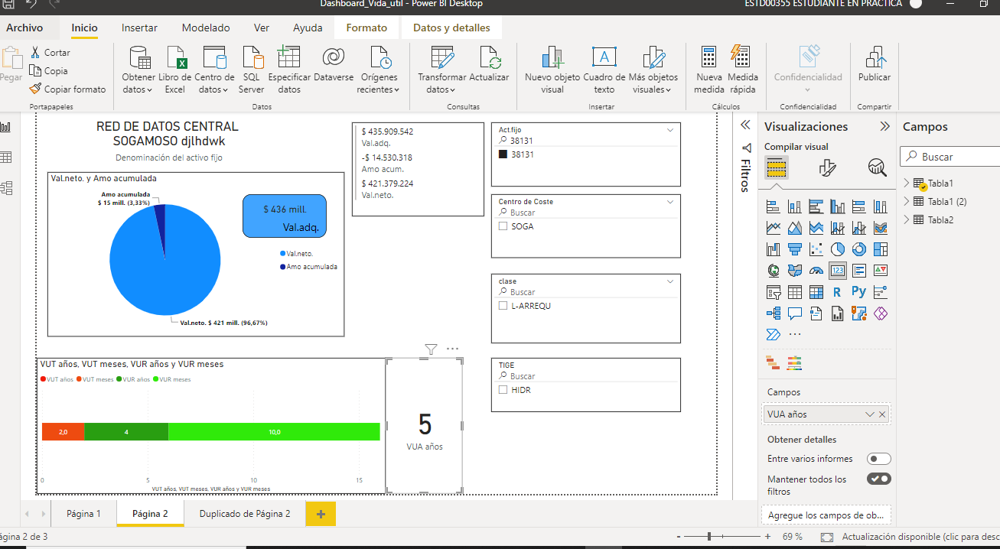 Dashboard_Vida_util - Power BI Desktop
ESTD00355 ESTUDIANTE EN PRÁCTICA
Archivo Inicio Insertar Modelado Ver Ayuda Formato Datos y detalles
Pegar
Cortar
Copia
Copiar formato
Portapapeles
Obtener datos
Libro de Excel
Centro de datos
SQL Server
Especificar datos
Dataverse
Orígenes recientes
Datos
Transformar datos
Actualizar
Consultas
Nuevo objeto visual
Cuadro de texto
Más objetos visuales
Insertar
Nueva medida
Medida rápida
Cálculos
Confidencialidad
Confidencialidad
Publicar
Compartir
RED DE DATOS CENTRAL
SOGAMOSO djlhdwk
Denominación del activo fijo
Val.neto. y Amo acumulada
Amo acumulada
$ 15 mill. (3,33%)
$ 436 mill.
Val.adq.
Val.neto.
Amo acumulada
Val.neto. $ 421 mill. (96,67%)
$ 435.909.542
Val.adq.
-$ 14.530.318
Amo acum.
$ 421.379.224
Val.neto.
Act.fijo
38131
38131
Centro de Coste
Buscar
SOGA
clase
Buscar
L-ARREQU
TIGE
Buscar
HIDR
VUT años, VUT meses, VUR años y VUR meses
VUT años VUT meses VUR años VUR meses
2,0 4 10,0
0 5 10 15
VUT años, VUT meses, VUR años y VUR meses
5
VUA años
Filtros
Visualizaciones
Compilar visual
123
R Py
Campos
VUA años
Obtener detalles
Entre varios informes
Mantener todos los
filtros
Agregue los campos de ob...
Campos
Buscar
Tabla1
Tabla1 (2)
Tabla2
Página 1 Página 2 Duplicado de Página 2 +
ágina 2 de 3
- + 69 % Actualización disponible (clic para desc